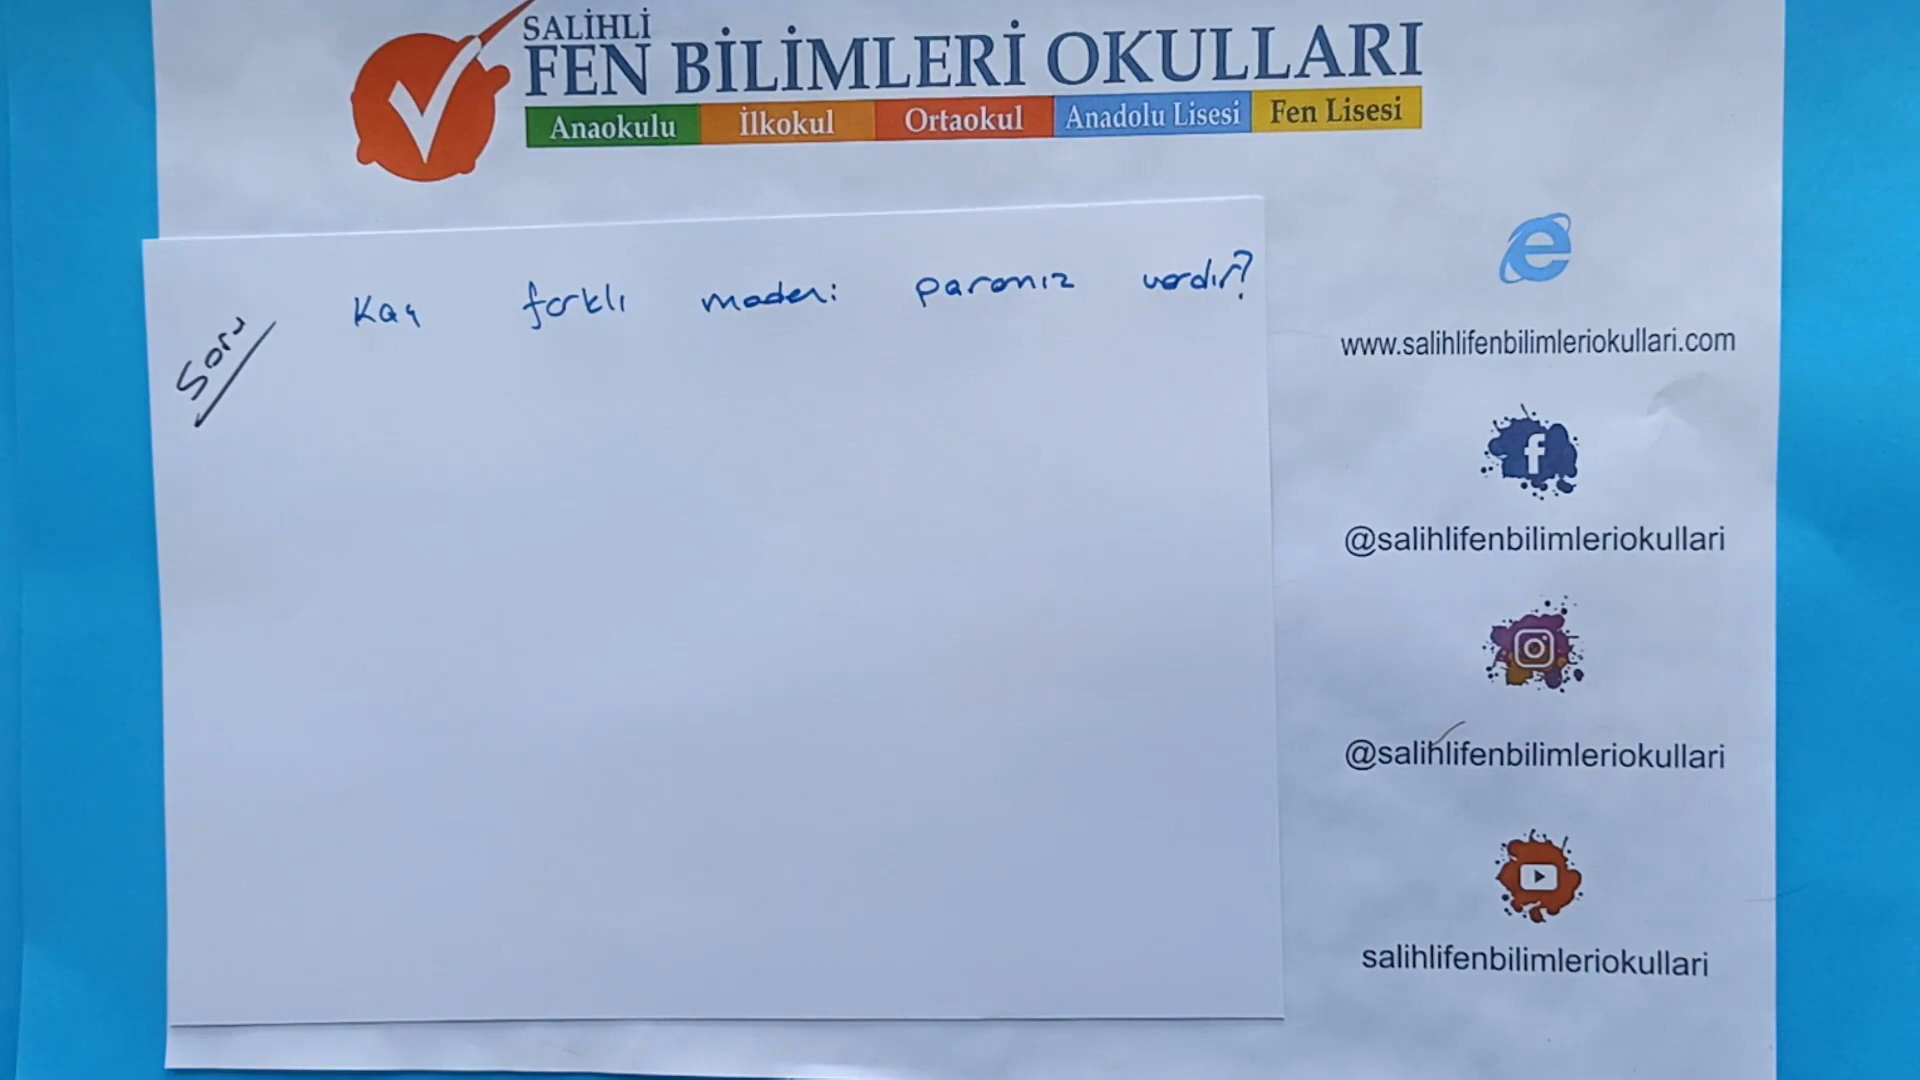 SALİHLİ
FEN BİLİMLERİ OKULLARI
Anaokulu İlkokul Ortaokul Anadolu Lisesi Fen Lisesi
Soru
Kaç farklı madeni paramız vardır?
www.salihlifenbilimleriokullari.com
@salihlifenbilimleriokullari
@salihlifenbilimleriokullari
salihlifenbilimleriokullari